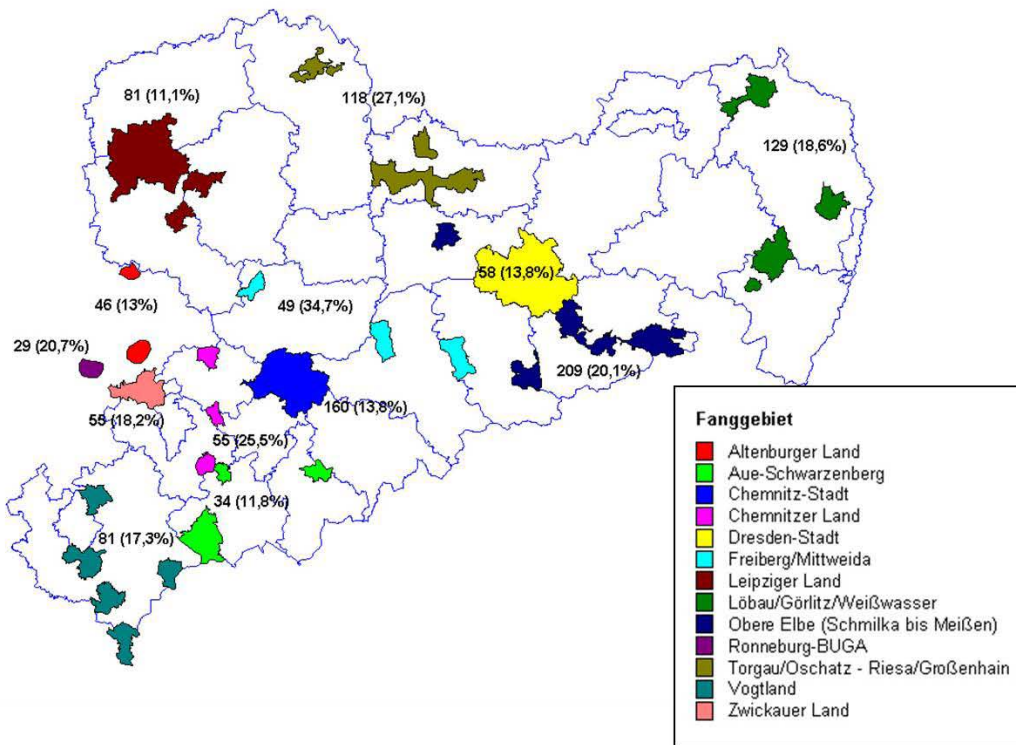 81 (11,1%)
118 (27,1%)
129 (18,6%)
58 (13,8%)
46 (13%)
49 (34,7%)
29 (20,7%)
209 (20,1%)
160 (13,8%)
55 (18,2%)
55 (25,5%)
34 (11,8%)
81 (17,3%)
Fanggebiet
Altenburger Land
Aue-Schwarzenberg
Chemnitz-Stadt
Chemnitzer Land
Dresden-Stadt
Freiberg/Mittweida
Leipziger Land
Löbau/Görlitz/Weißwasser
Obere Elbe (Schmilka bis Meißen)
Ronneburg-BUGA
Torgau/Oschatz - Riesa/Großenhain
Vogtland
Zwickauer Land